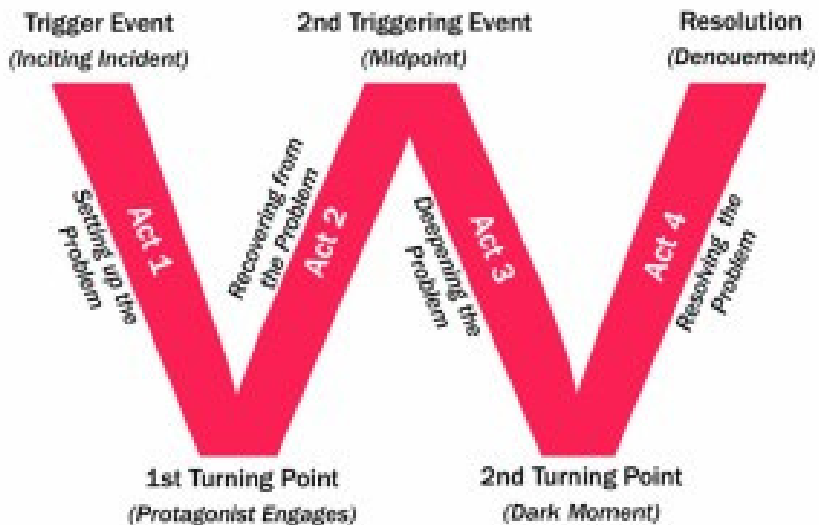 Trigger Event
(Inciting Incident)
2nd Triggering Event
(Midpoint)
Resolution
(Denouement)
Setting up the
Problem
Act 1
Recovering from
the Problem
Act 2
Deepening the
Problem
Act 3
Act 4
Resolving the
Problem
1st Turning Point
(Protagonist Engages)
2nd Turning Point
(Dark Moment)